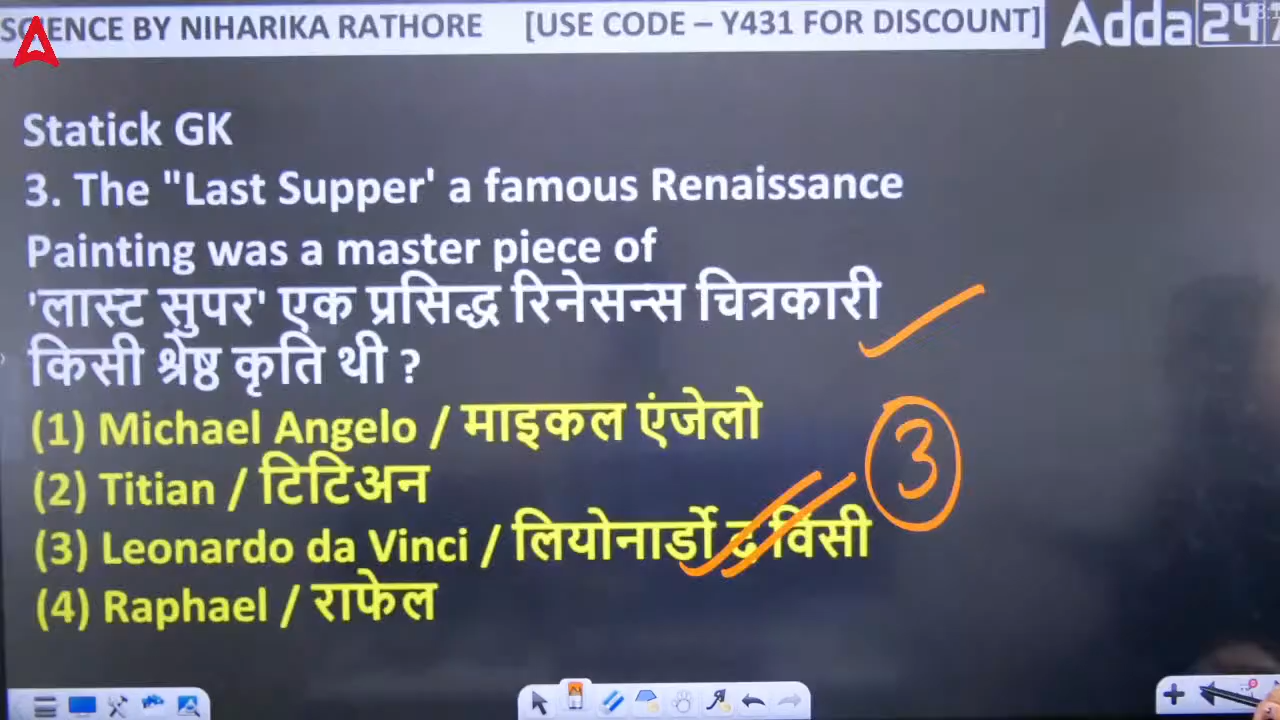 SCIENCE BY NIHARIKA RATHORE [USE CODE – Y431 FOR DISCOUNT] Adda247
Statick GK
3. The "Last Supper' a famous Renaissance
Painting was a master piece of
'लास्ट सुपर' एक प्रसिद्ध रिनेसन्स चित्रकारी
किसी श्रेष्ठ कृति थी ?
(1) Michael Angelo / माइकल एंजेलो
(2) Titian / टिटिअन
(3) Leonardo da Vinci / लियोनार्डो द विंसी
(4) Raphael / राफेल
3